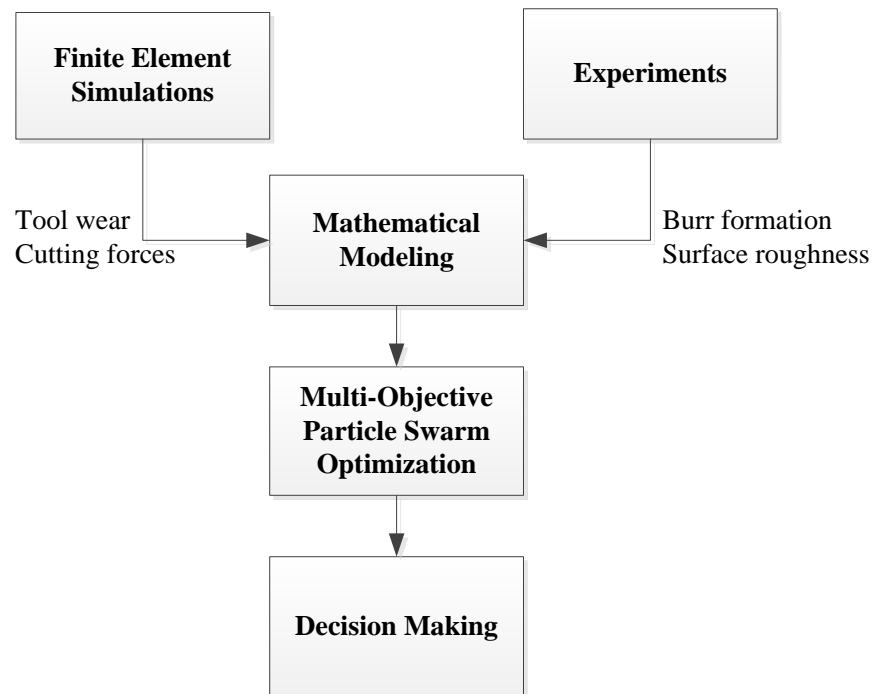 Finite Element
Simulations
Experiments
Tool wear
Cutting forces
Mathematical
Modeling
Burr formation
Surface roughness
Multi-Objective
Particle Swarm
Optimization
Decision Making